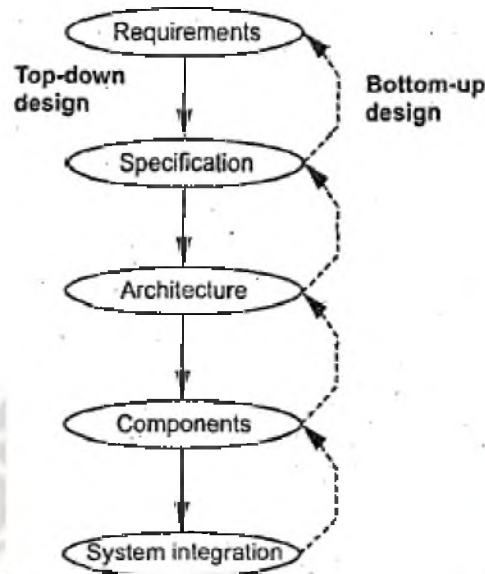 Requirements
Top-down
design
Bottom-up
design
Specification
Architecture
Components
System integration